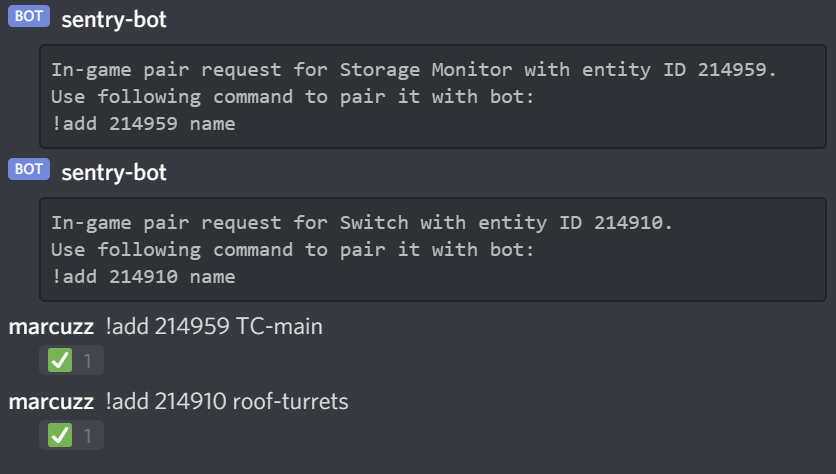 BOT sentry-bot
In-game pair request for Storage Monitor with entity ID 214959.
Use following command to pair it with bot:
!add 214959 name
BOT sentry-bot
In-game pair request for Switch with entity ID 214910.
Use following command to pair it with bot:
!add 214910 name
marcuzz !add 214959 TC-main
✅ 1
marcuzz !add 214910 roof-turrets
✅ 1